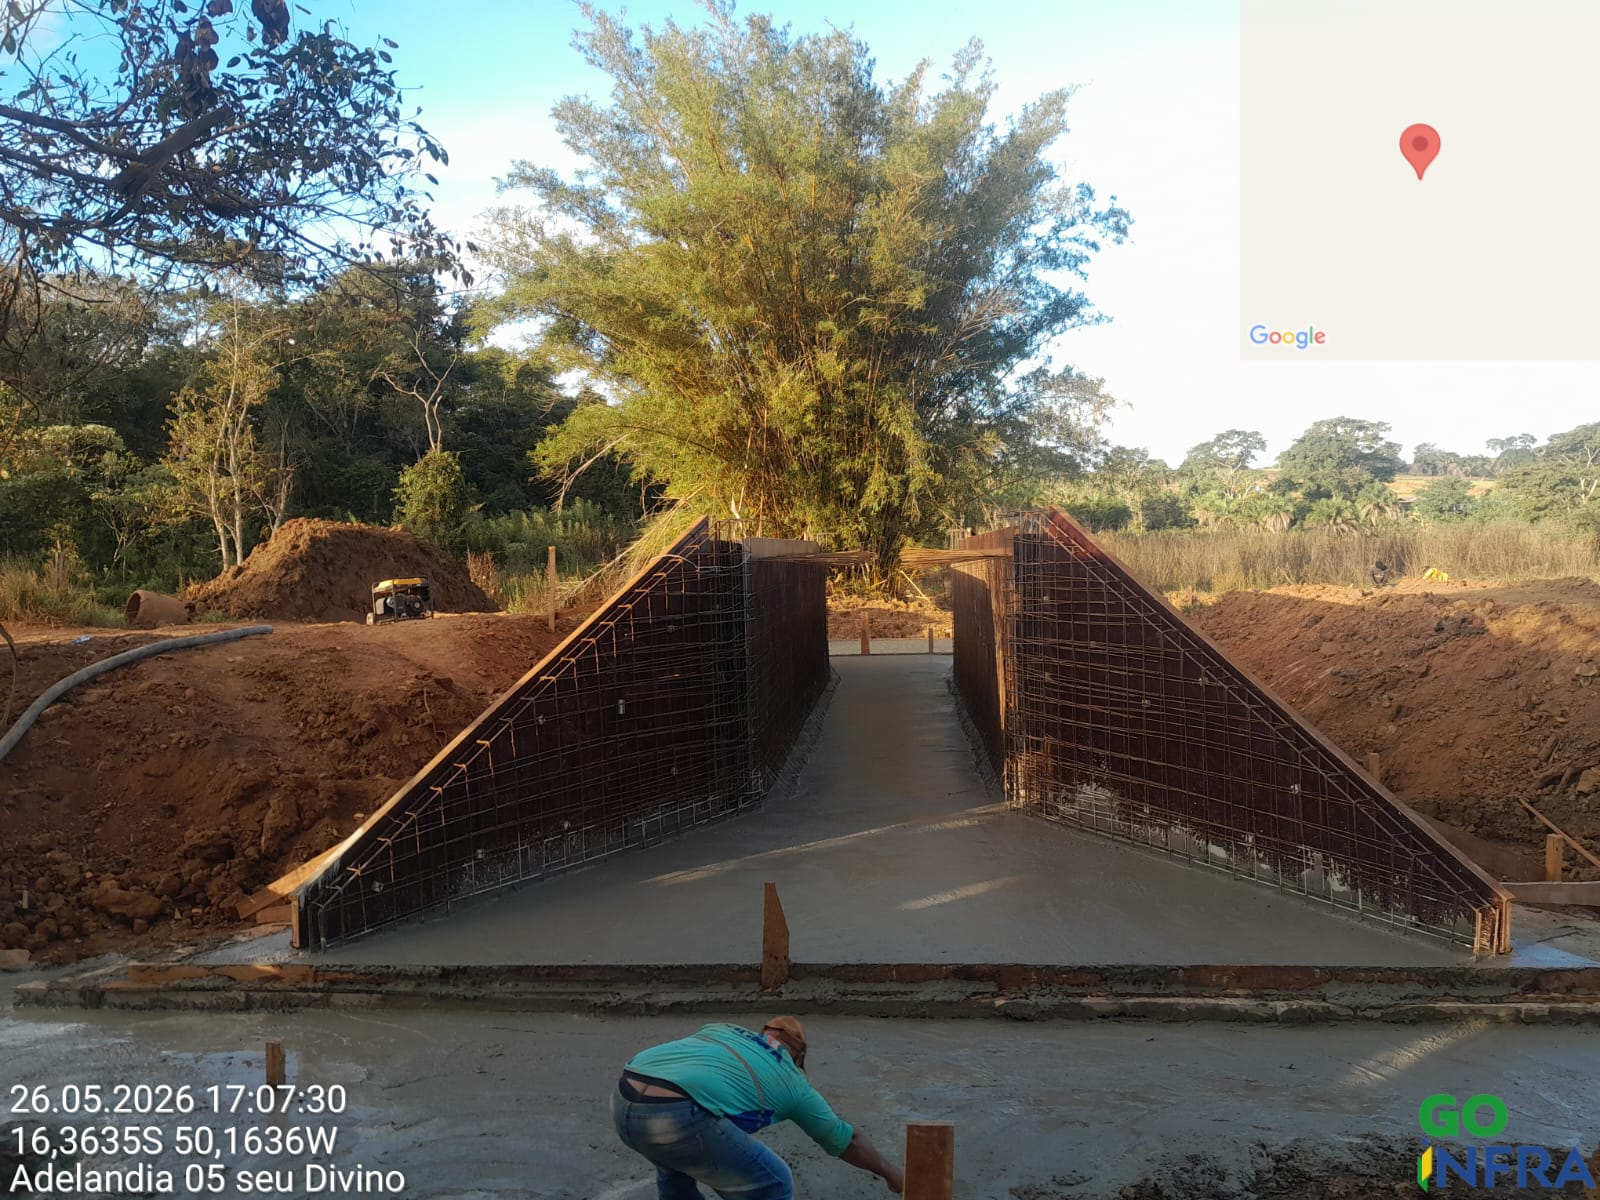 Google
26.05.2026 17:07:30
16,3635S 50,1636W
Adelandia 05 seu Divino
GO
INFRA